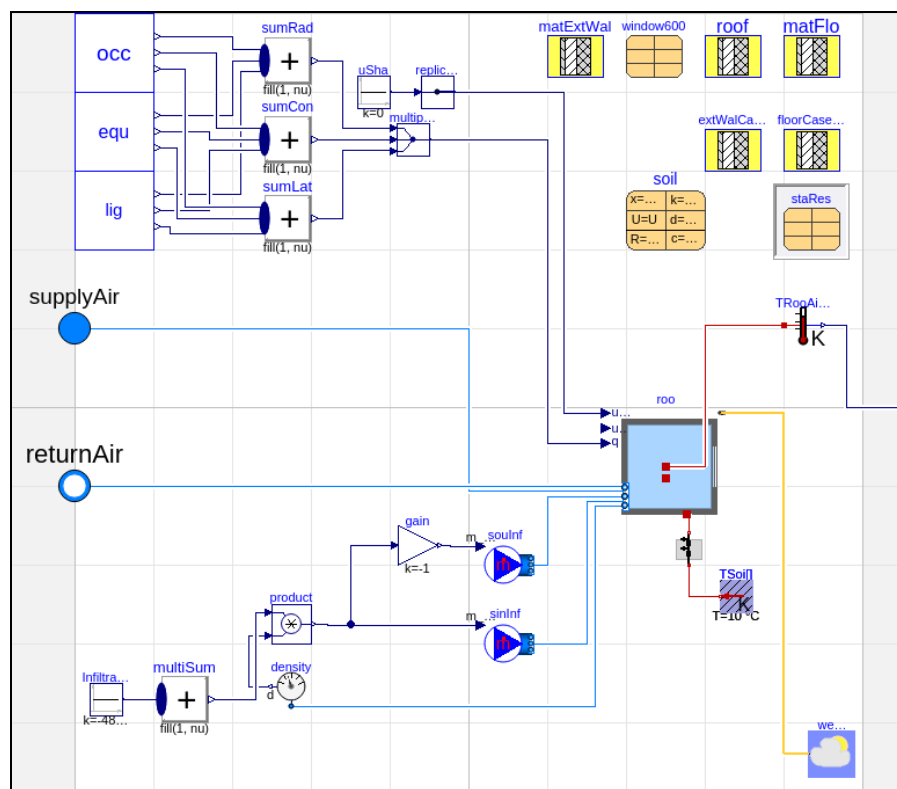 occ
equ
lig
sumRad
fill(1, nu)
sumCon
fill(1, nu)
sumLat
fill(1, nu)
uSha
k=0
replic...
multip...
matExtWal
window600
roof
matFlo
extWalCa...
floorCase...
soil
x=... k=...
U=U d=...
R=... c=...
staRes
supplyAir
TRooAi...
K
roo
u...
u...
q
returnAir
gain
k=-1
m_...
souInf
ṁ
TSoil[]
K
T=10 °C
product
m_...
sinInf
ṁ
Infiltra...
k=-48...
multiSum
fill(1, nu)
density
d
we...